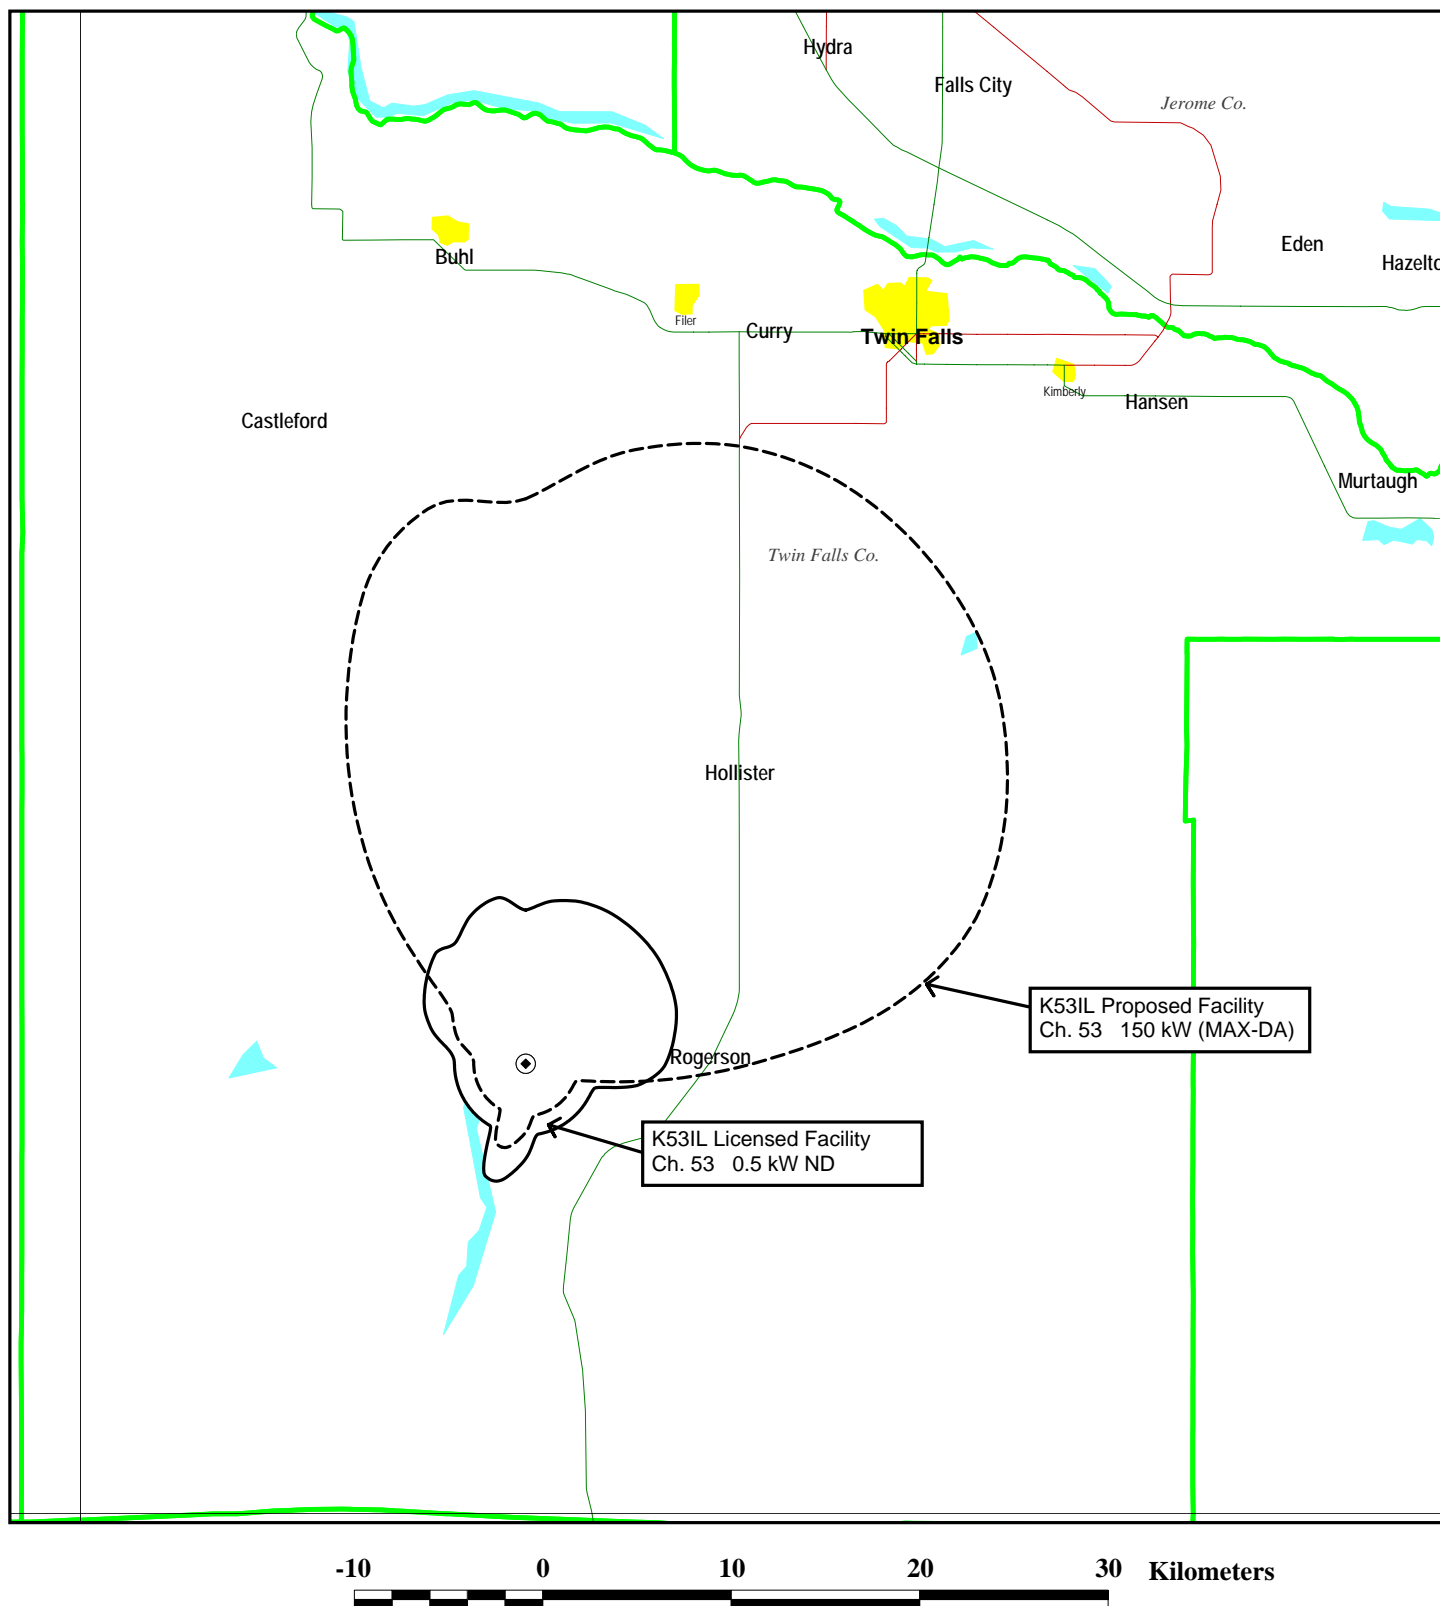 Hydra
Falls City
Jerome Co.
Eden
Buhl
Hazelto
Filer
Curry
Twin Falls
Kimberly
Hansen
Castleford
Murtaugh
Twin Falls Co.
Hollister
K53IL Proposed Facility
Ch. 53 150 kW (MAX-DA)
Rogerson
K53IL Licensed Facility
Ch. 53 0.5 kW ND
-10 0 10 20 30 Kilometers